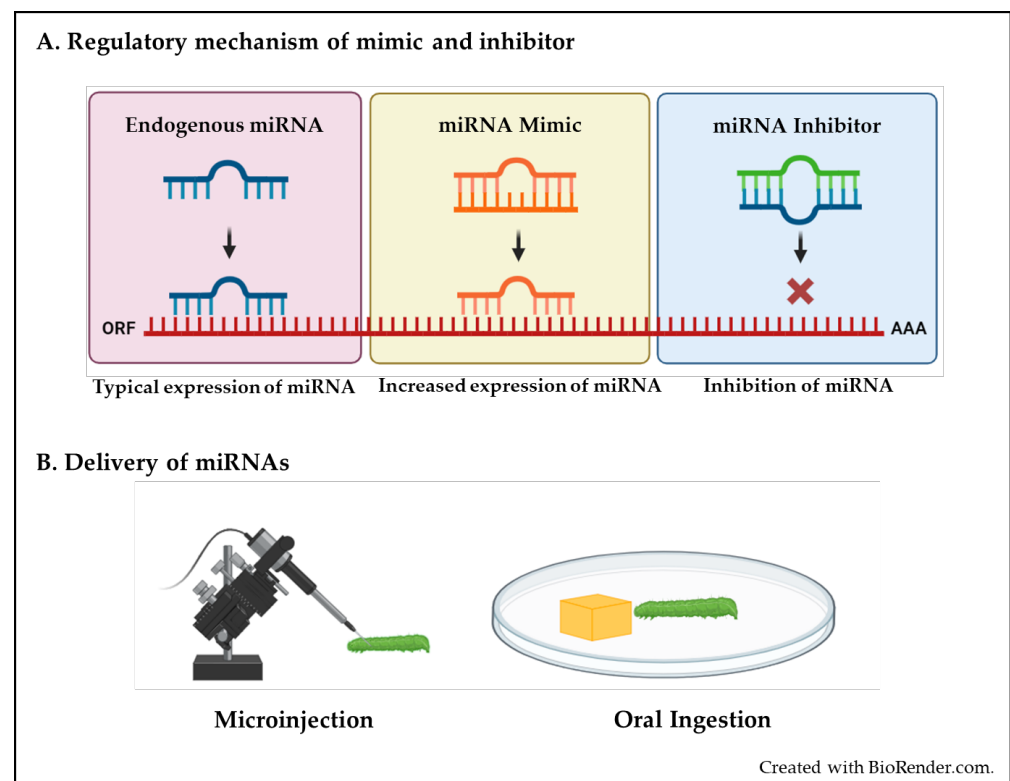 A. Regulatory mechanism of mimic and inhibitor
Endogenous miRNA
miRNA Mimic
miRNA Inhibitor
ORF
AAA
Typical expression of miRNA
Increased expression of miRNA
Inhibition of miRNA
B. Delivery of miRNAs
Microinjection
Oral Ingestion
Created with BioRender.com.